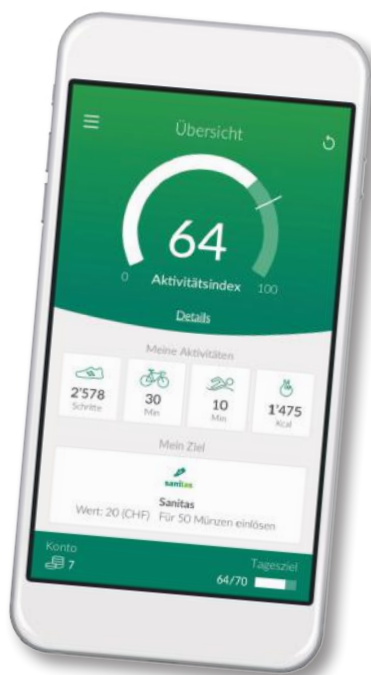 Übersicht
64
0
Aktivitätsindex
100
Details
Meine Aktivitäten
2'578
Schritte
30
Min
10
Min
1'475
Kcal
Mein Ziel
sanitas
Sanitas
Wert: 20 (CHF) Für 50 Münzen einlösen
Konto
7
Tagesziel
64/70